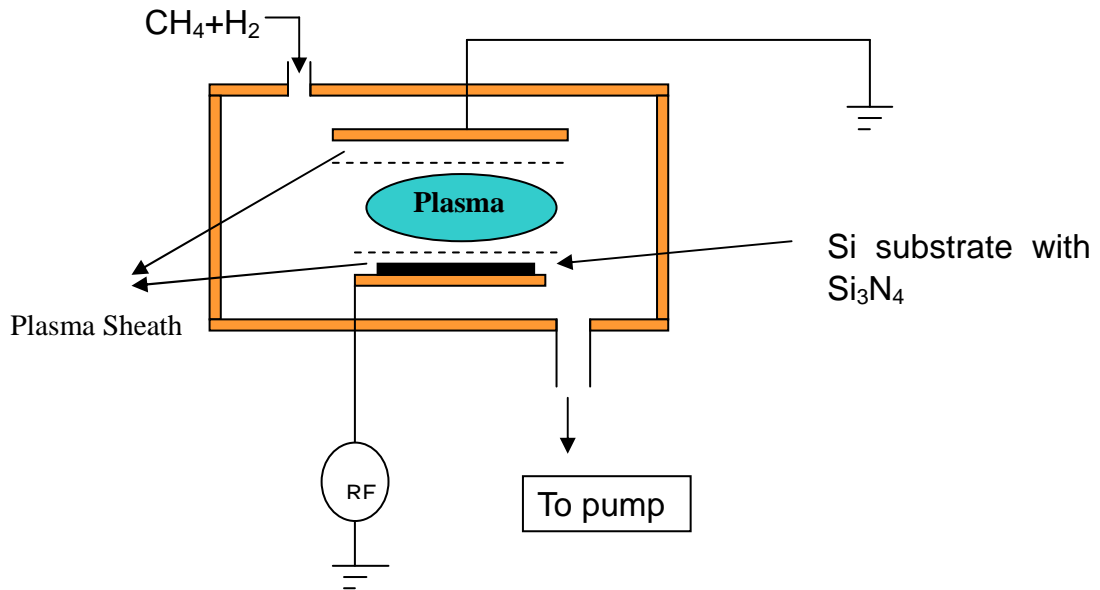 CH₄+H₂
Plasma
Si substrate with
Si₃N₄
Plasma Sheath
RF
To pump